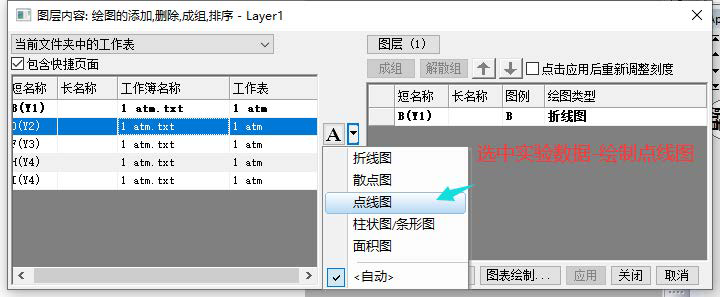 图层内容: 绘图的添加,删除,成组,排序 - Layer1
当前文件夹中的工作表
包含快捷页面
短名称 长名称 工作簿名称 工作表
B(Y1) 1 atm.txt 1 atm
D(Y2) 1 atm.txt 1 atm
F(Y3) 1 atm.txt 1 atm
H(Y4) 1 atm.txt 1 atm
I(Y4) 1 atm.txt 1 atm
A
折线图
散点图
点线图
柱状图/条形图
面积图
<自动>
图层 (1)
成组 解散组 点击应用后重新调整刻度
短名称 长名称 图例 绘图类型
B(Y1) B 折线图
选中实验数据-绘制点线图
图表绘制... 应用 关闭 取消